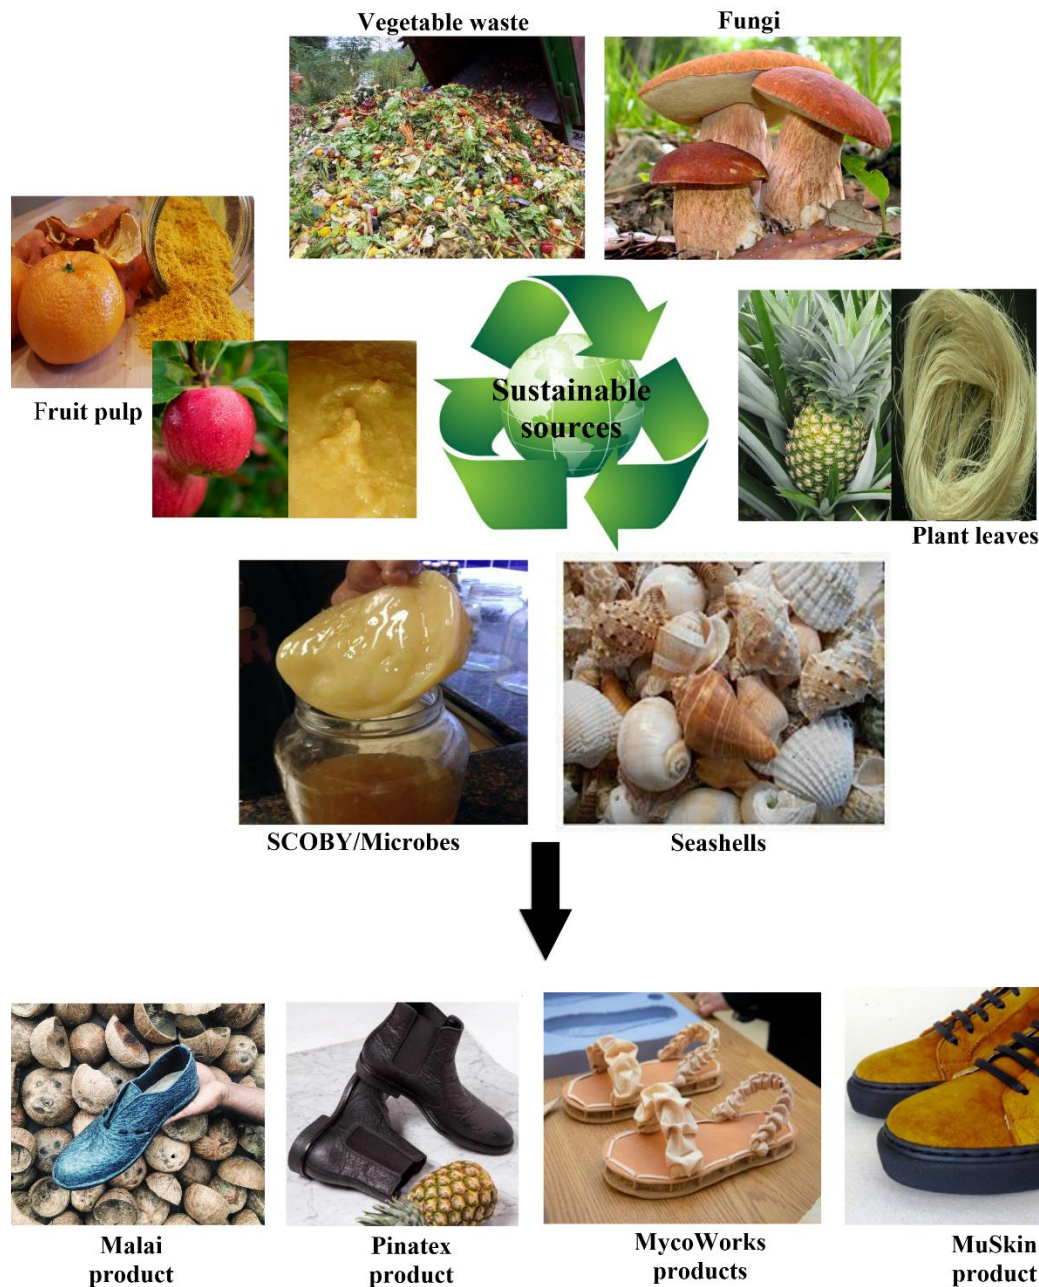 Vegetable waste
Fungi
Fruit pulp
Sustainable
sources
Plant leaves
SCOBY/Microbes
Seashells
Malai
product
Pinatex
product
MycoWorks
products
MuSkin
product